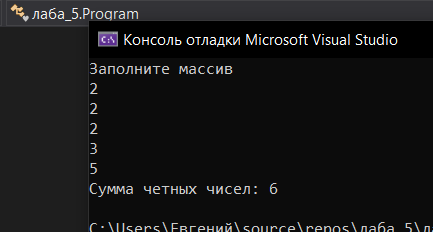 лаба_5.Program
Консоль отладки Microsoft Visual Studio
Заполните массив
2
2
2
3
5
Сумма четных чисел: 6
C:\Users\Евгений\source\repos\лаба_5\